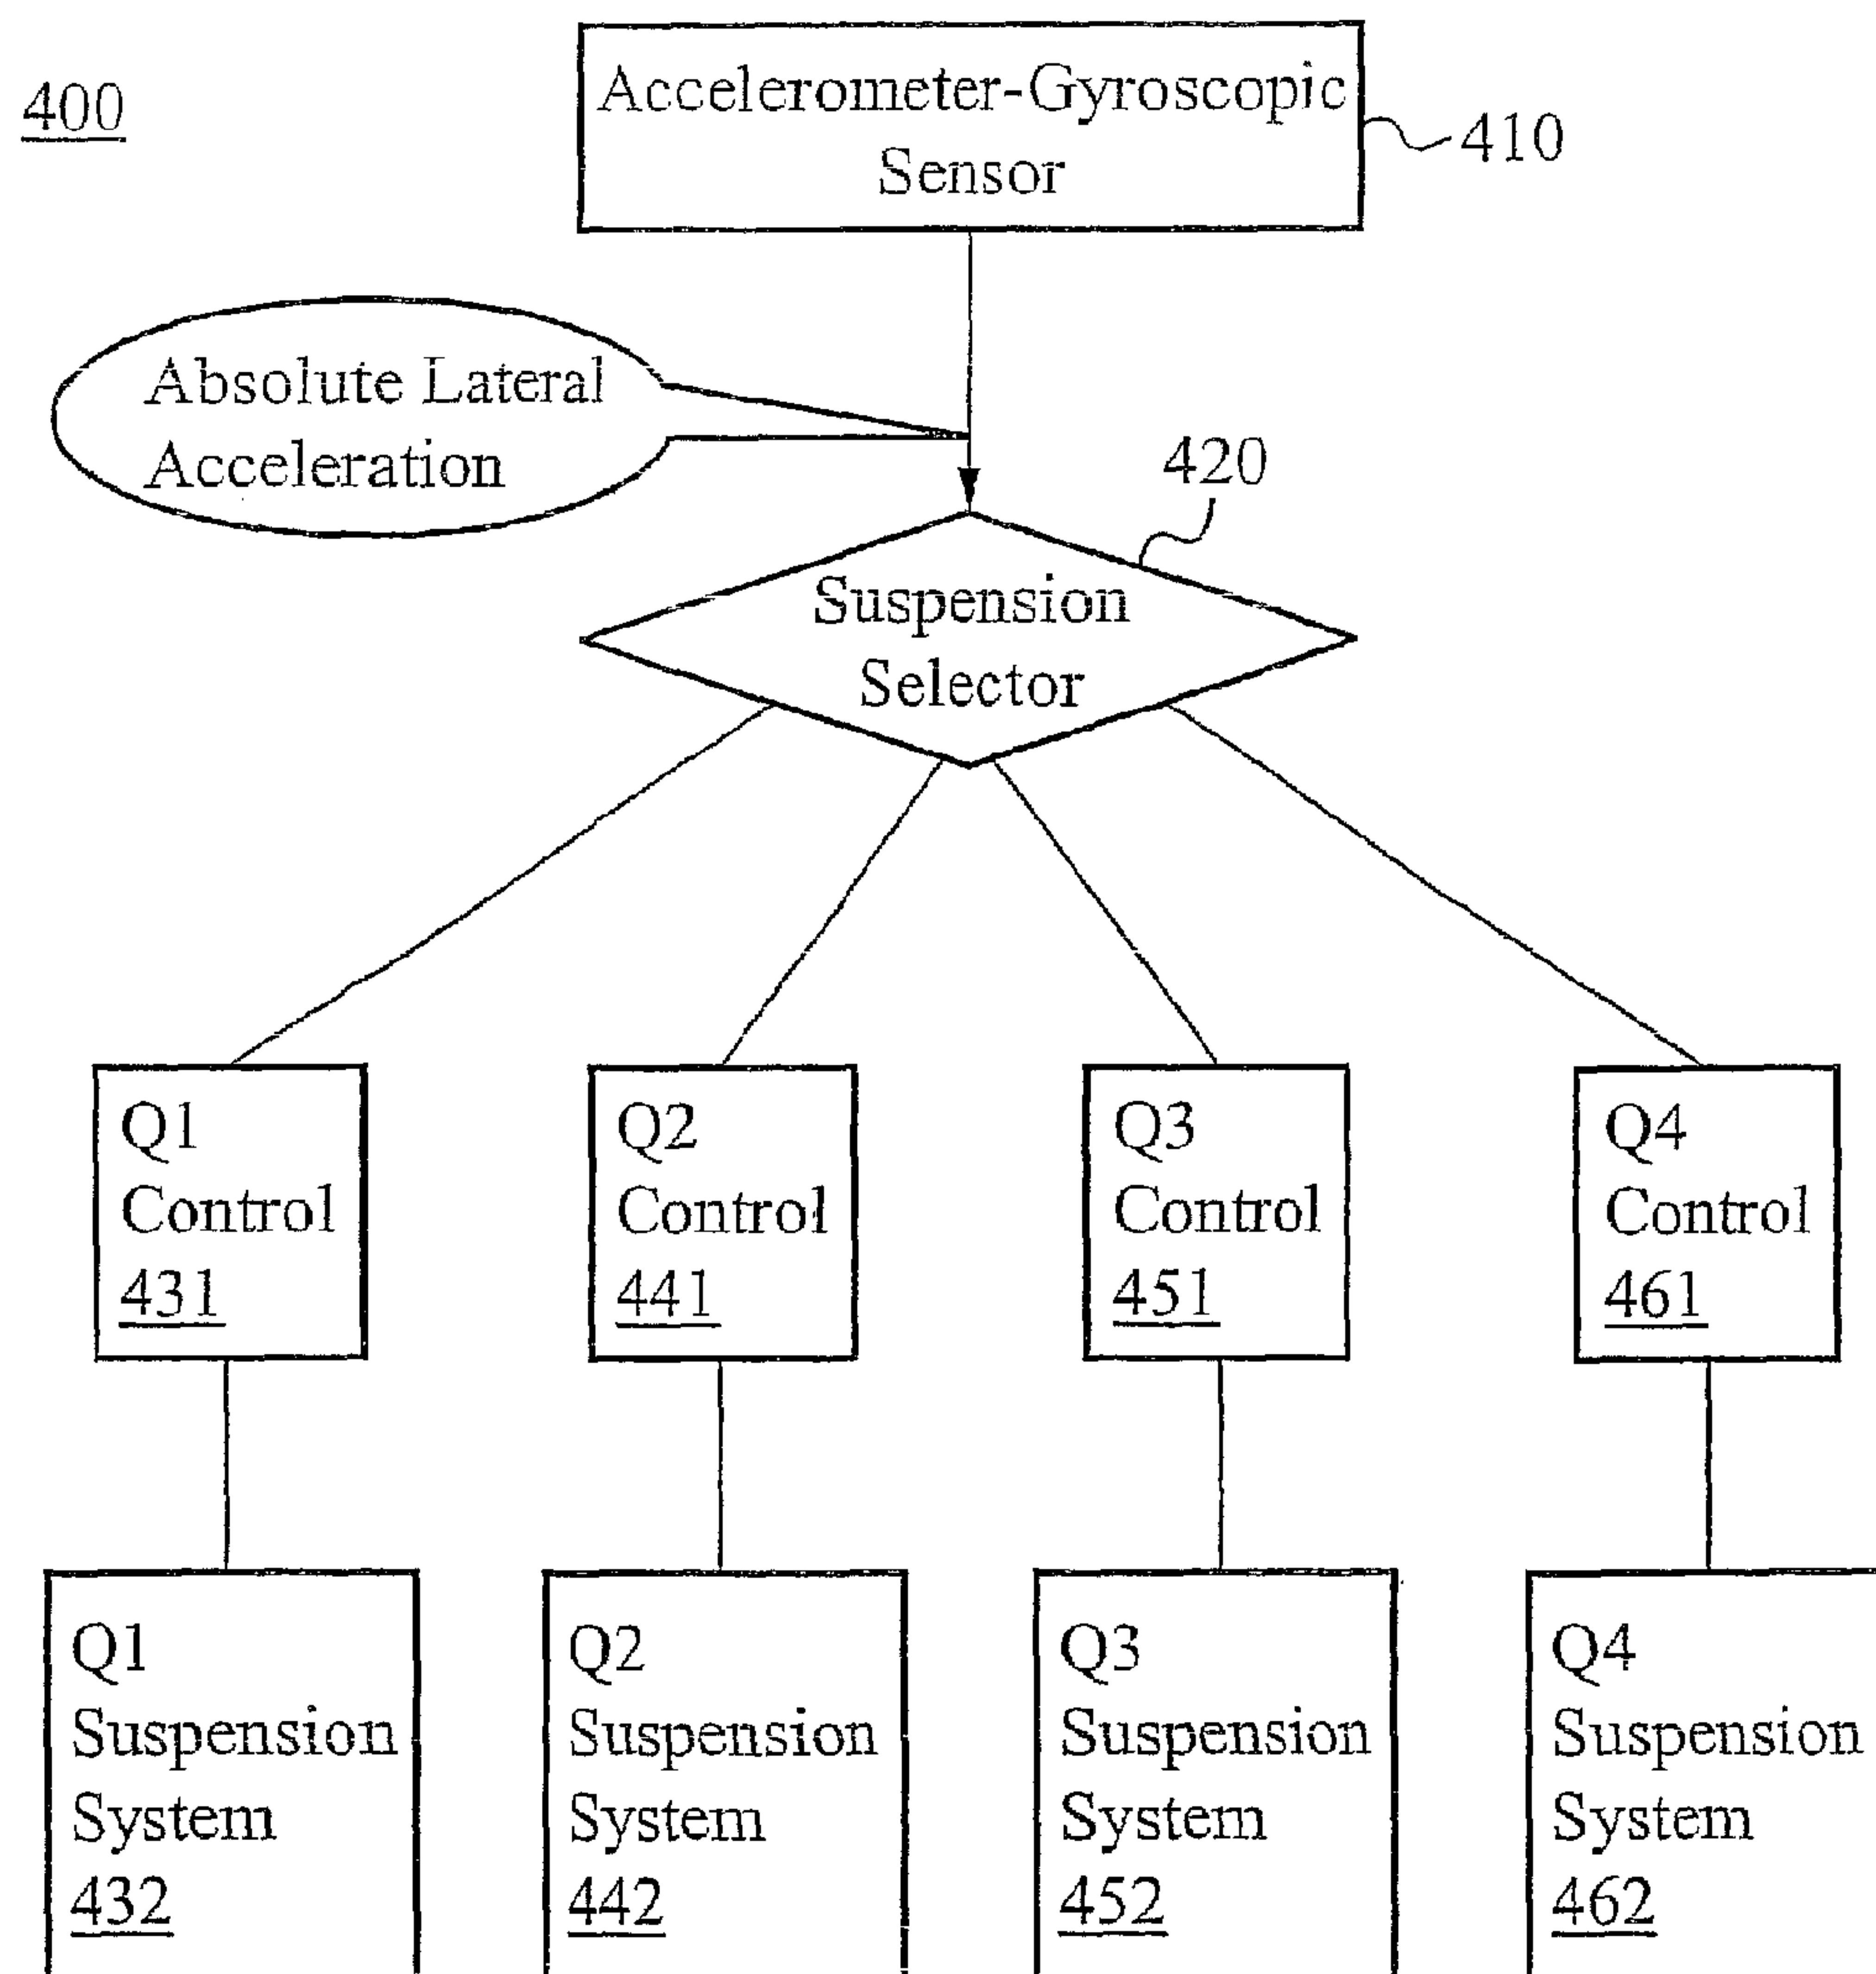 400
Accelerometer-Gyroscopic
Sensor
410
Absolute Lateral
Acceleration
420
Suspension
Selector
Q1
Control
431
Q2
Control
441
Q3
Control
451
Q4
Control
461
Q1
Suspension
System
432
Q2
Suspension
System
442
Q3
Suspension
System
452
Q4
Suspension
System
462